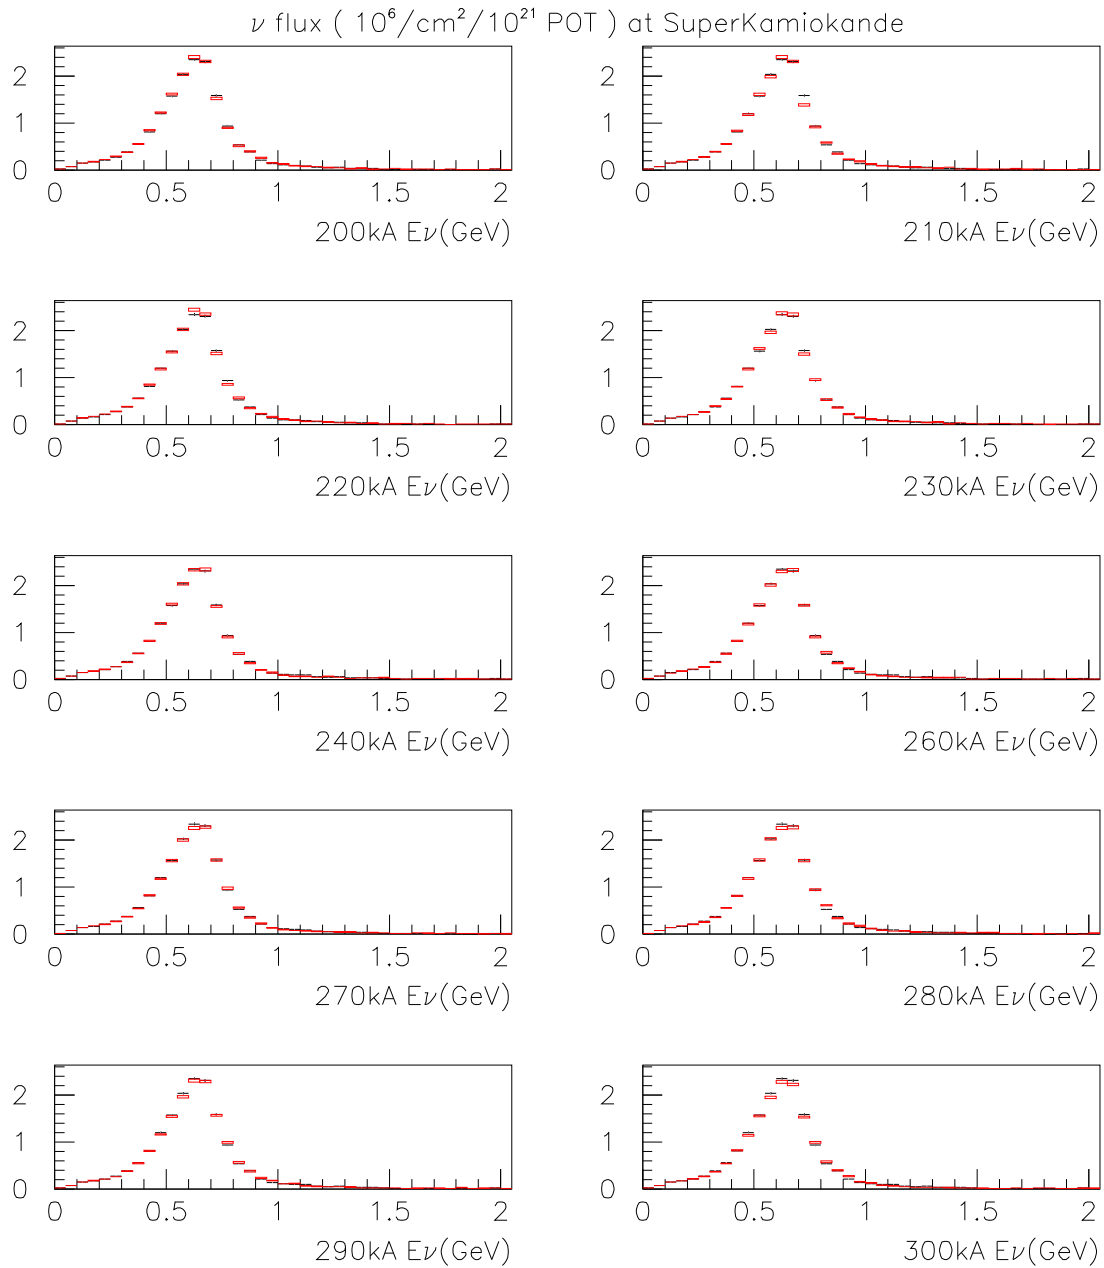 ν flux ( 10⁶/cm²/10²¹ POT ) at SuperKamiokande
2
1
0
0 0.5 1 1.5 2
200kA Eν(GeV)
2
1
0
0 0.5 1 1.5 2
210kA Eν(GeV)
2
1
0
0 0.5 1 1.5 2
220kA Eν(GeV)
2
1
0
0 0.5 1 1.5 2
230kA Eν(GeV)
2
1
0
0 0.5 1 1.5 2
240kA Eν(GeV)
2
1
0
0 0.5 1 1.5 2
260kA Eν(GeV)
2
1
0
0 0.5 1 1.5 2
270kA Eν(GeV)
2
1
0
0 0.5 1 1.5 2
280kA Eν(GeV)
2
1
0
0 0.5 1 1.5 2
290kA Eν(GeV)
2
1
0
0 0.5 1 1.5 2
300kA Eν(GeV)